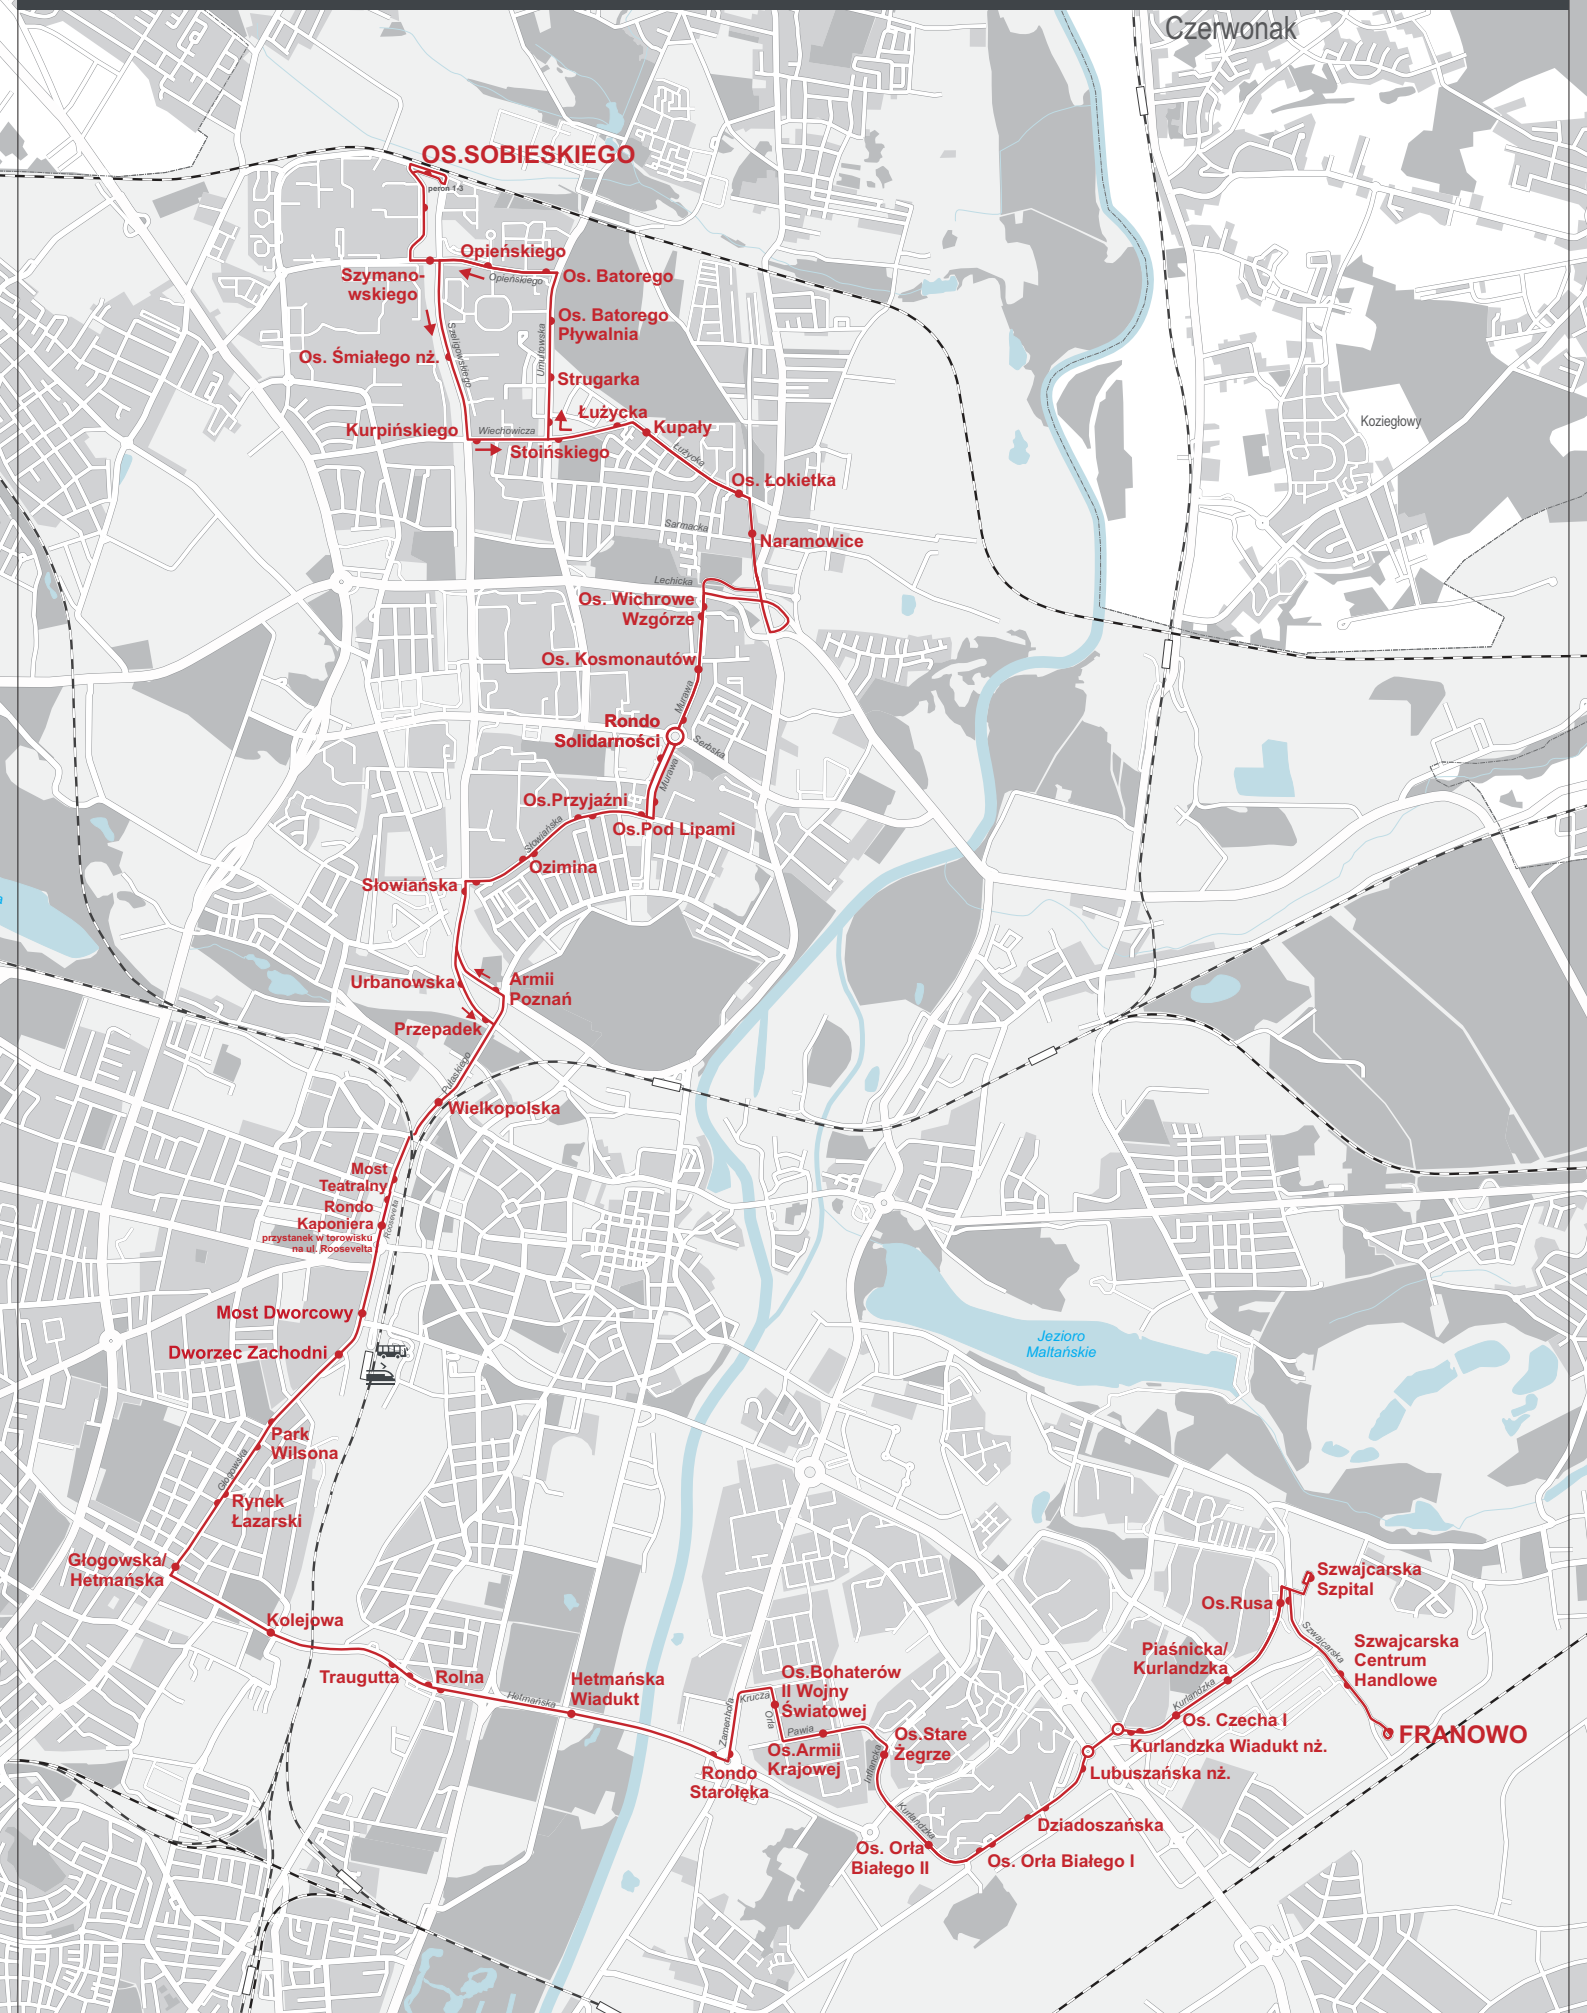 Czerwonak
OS.SOBIESKIEGO
peron 1-3
Opieńskiego
Szymano-
wskiego
Opieńskiego
Os. Batorego
Os. Batorego
Pływalnia
Szeligowskiego
Umultowska
Os. Śmiałego nż.
Strugarka
Łużycka
Kurpińskiego
Wiechowicza
Kupały
Stoińskiego
Łużycka
Koziegłowy
Os. Łokietka
Sarmacka
Naramowice
Lechicka
Os. Wichrowe
Wzgórze
Os. Kosmonautów
Murawa
Rondo
Solidarności
Serbska
Murawa
Os.Przyjaźni
Os.Pod Lipami
Słowiańska
Ozimina
Słowiańska
a
Urbanowska
Armii
Poznań
Przepadek
Pułaskiego
Wielkopolska
Most
Teatralny
Rondo
Kaponiera
przystanek w torowisku
na ul. Roosevelta
Roosevelta
Most Dworcowy
Dworzec Zachodni
Jezioro
Maltańskie
Park
Wilsona
Głogowska
Rynek
Łazarski
Głogowska/
Hetmańska
Kolejowa
Traugutta
Rolna
Hetmańska
Hetmańska
Wiadukt
Zamenhofa
Krucza
Orla
Os.Bohaterów
II Wojny
Światowej
Pawia
Os.Armii
Krajowej
Rondo
Starołęka
Inflancka
Os.Stare
Żegrze
Kurlandzka
Os. Orła
Białego II
Os. Orła Białego I
Dziadoszańska
Lubuszańska nż.
Kurlandzka Wiadukt nż.
Os. Czecha I
Kurlandzka
Piaśnicka/
Kurlandzka
Os.Rusa
Szwajcarska
Szpital
Szwajcarska
Szwajcarska
Centrum
Handlowe
FRANOWO